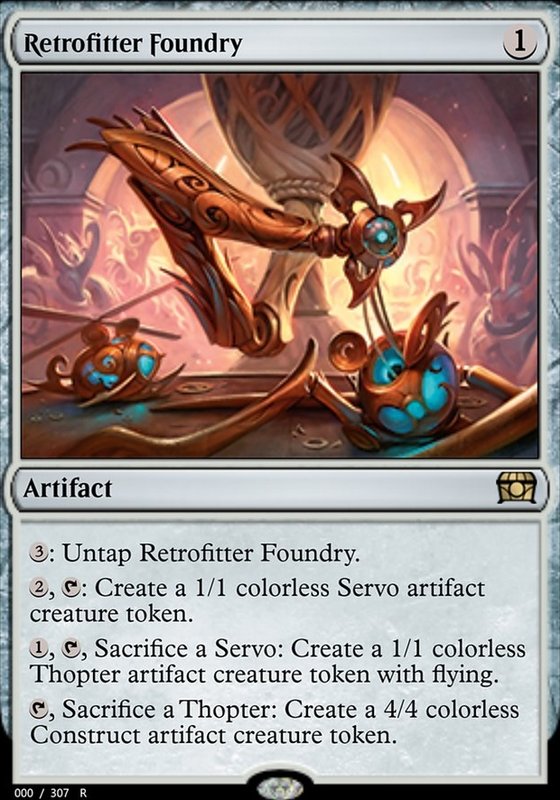 Retrofitter Foundry 1
Artifact
3: Untap Retrofitter Foundry.
2, : Create a 1/1 colorless Servo artifact
creature token.
1, , Sacrifice a Servo: Create a 1/1 colorless
Thopter artifact creature token with flying.
, Sacrifice a Thopter: Create a 4/4 colorless
Construct artifact creature token.
000 / 307 R